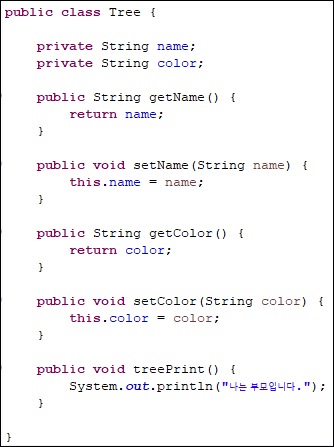 public class Tree {
private String name;
private String color;
public String getName() {
return name;
}
public void setName(String name) {
this.name = name;
}
public String getColor() {
return color;
}
public void setColor(String color) {
this.color = color;
}
public void treePrint() {
System.out.println("나는 부모입니다.");
}
}